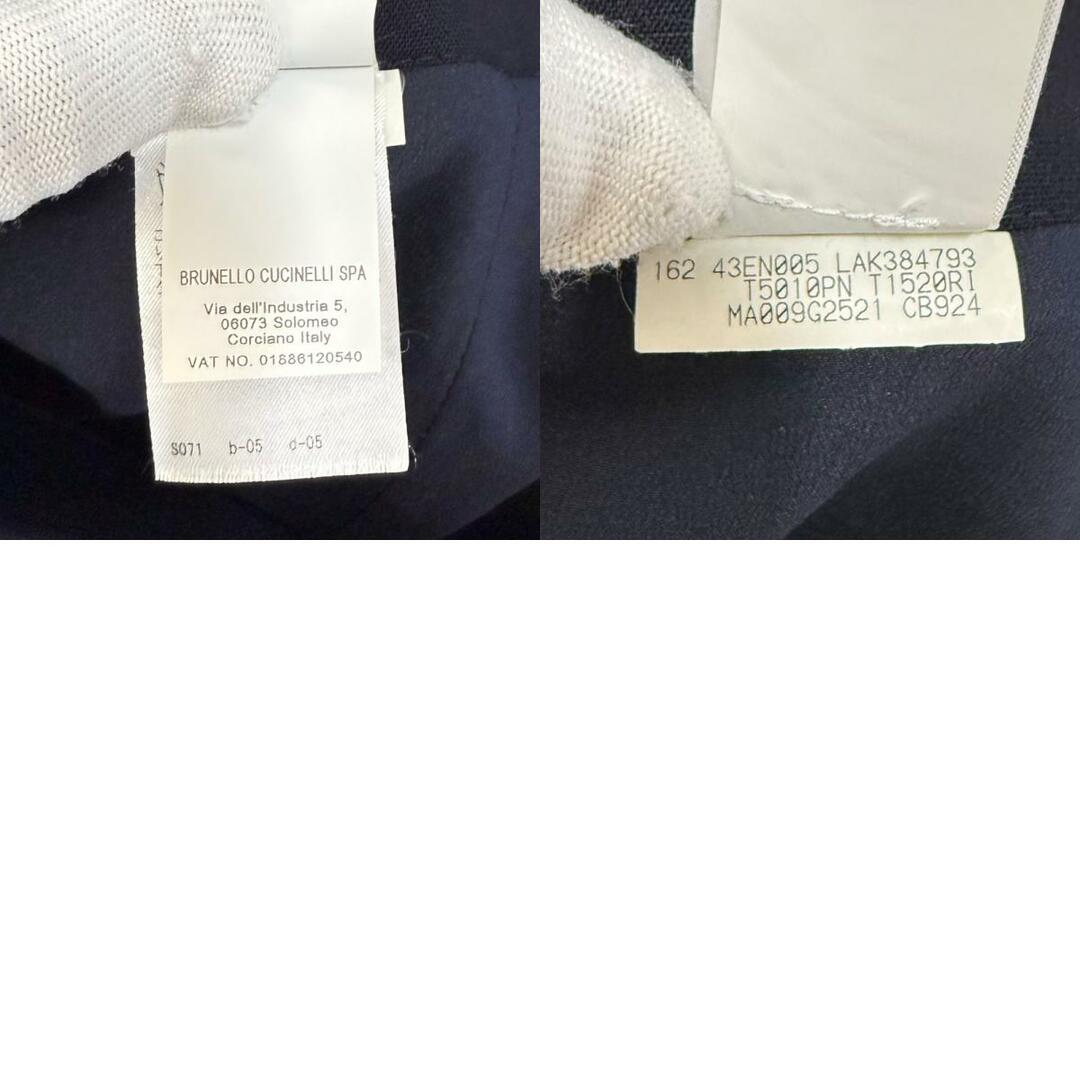 BRUNELLO CUCINELLI SPA
Via dell'Industria 5,
06073 Solomeo
Corciano Italy
VAT NO. 01886120540
S071 b-05 d-05
162 43EN005 LAK384793
T5010PN T1520RI
MA009G2521 CB924